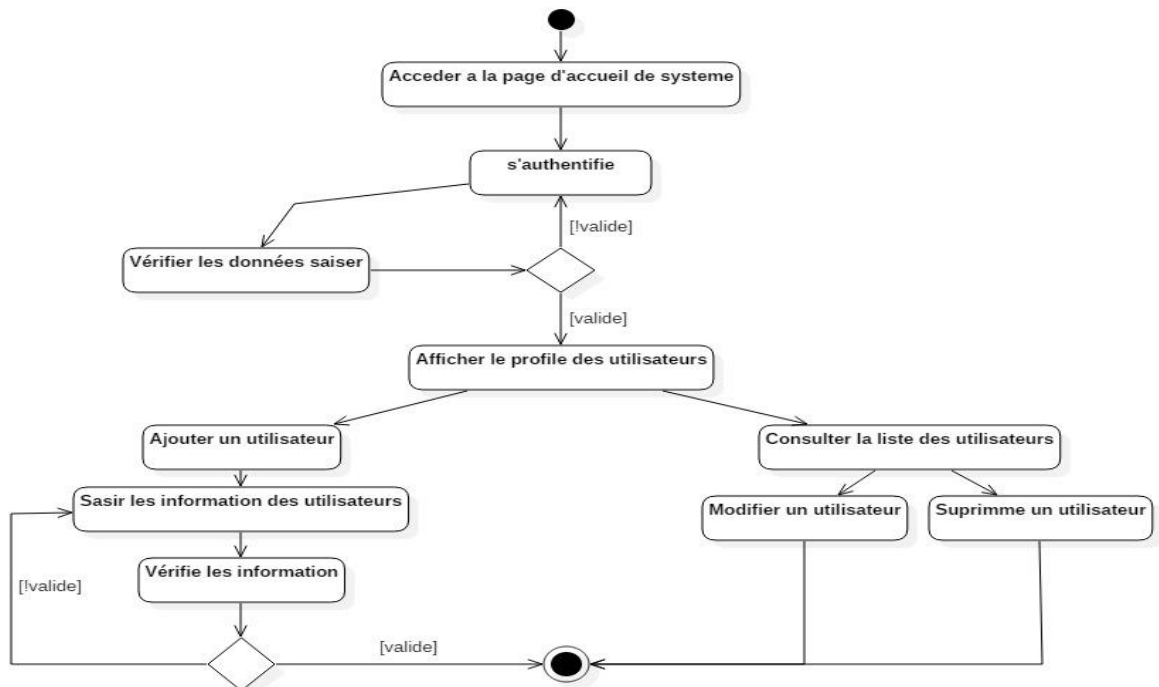 Acceder a la page d'accueil de systeme
s'authentifie
[!valide]
Vérifier les données saiser
[valide]
Afficher le profile des utilisateurs
Ajouter un utilisateur
Consulter la liste des utilisateurs
Sasir les information des utilisateurs
Modifier un utilisateur
Suprimme un utilisateur
Vérifie les information
[!valide]
[valide]